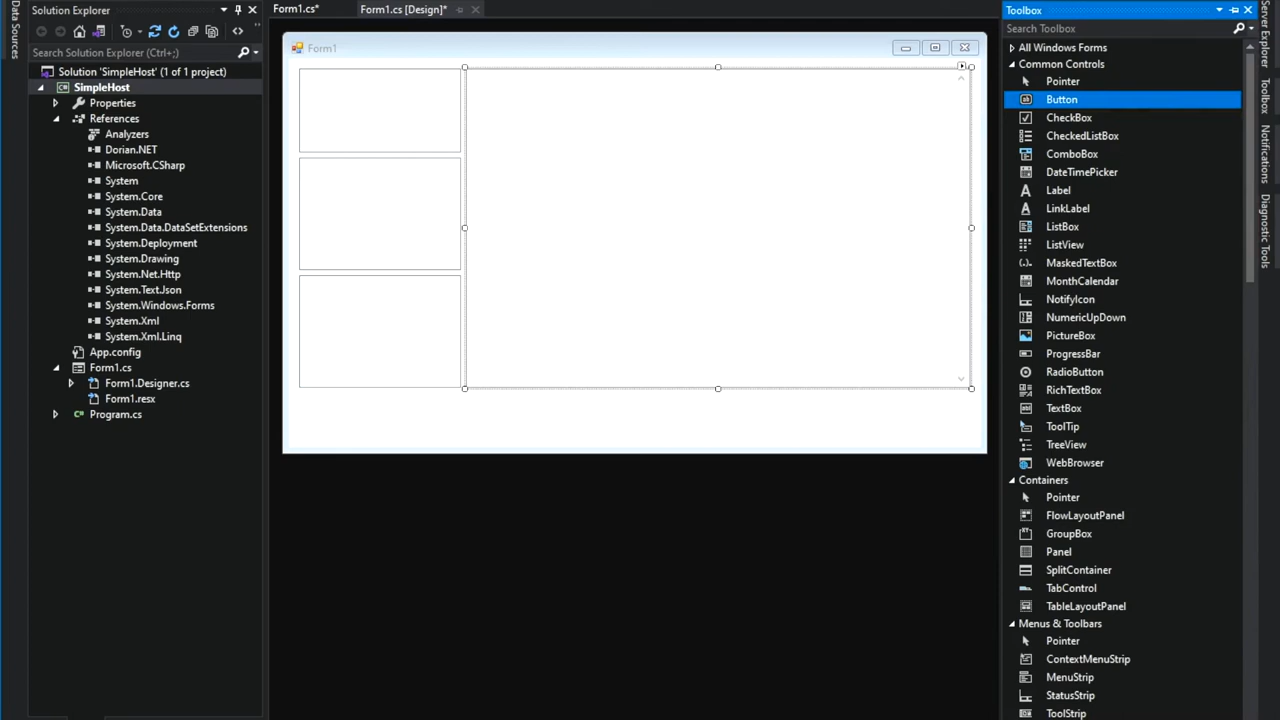 Data Sources
Solution Explorer
Search Solution Explorer (Ctrl+;)
Solution 'SimpleHost' (1 of 1 project)
SimpleHost
Properties
References
Analyzers
Dorian.NET
Microsoft.CSharp
System
System.Core
System.Data
System.Data.DataSetExtensions
System.Deployment
System.Drawing
System.Net.Http
System.Text.Json
System.Windows.Forms
System.Xml
System.Xml.Linq
App.config
Form1.cs
Form1.Designer.cs
Form1.resx
Program.cs
Form1.cs*
Form1.cs [Design]*
Form1
Toolbox
Search Toolbox
All Windows Forms
Common Controls
Pointer
Button
CheckBox
CheckedListBox
ComboBox
DateTimePicker
Label
LinkLabel
ListBox
ListView
MaskedTextBox
MonthCalendar
NotifyIcon
NumericUpDown
PictureBox
ProgressBar
RadioButton
RichTextBox
TextBox
ToolTip
TreeView
WebBrowser
Containers
Pointer
FlowLayoutPanel
GroupBox
Panel
SplitContainer
TabControl
TableLayoutPanel
Menus & Toolbars
Pointer
ContextMenuStrip
MenuStrip
StatusStrip
ToolStrip
Server Explorer
Toolbox
Notifications
Diagnostic Tools